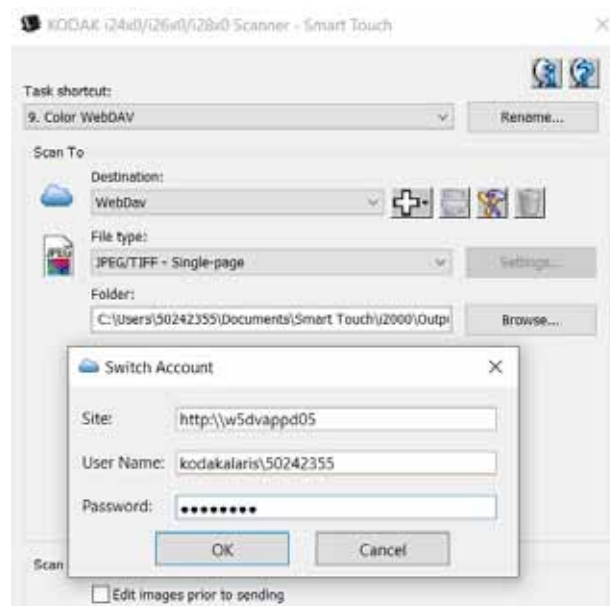 KODAK i24x0/i26x0/i28x0 Scanner - Smart Touch
Task shortcut:
9. Color WebDAV
Rename...
Scan To
Destination:
WebDav
JPEG
File type:
JPEG/TIFF - Single-page
Settings...
Folder:
C:\Users\50242355\Documents\Smart Touch\i2000\Outp
Browse...
Switch Account
Site:
http:\\w5dvappd05
User Name:
kodakalaris\50242355
Password:
●●●●●●●●
OK
Cancel
Scan
Edit images prior to sending